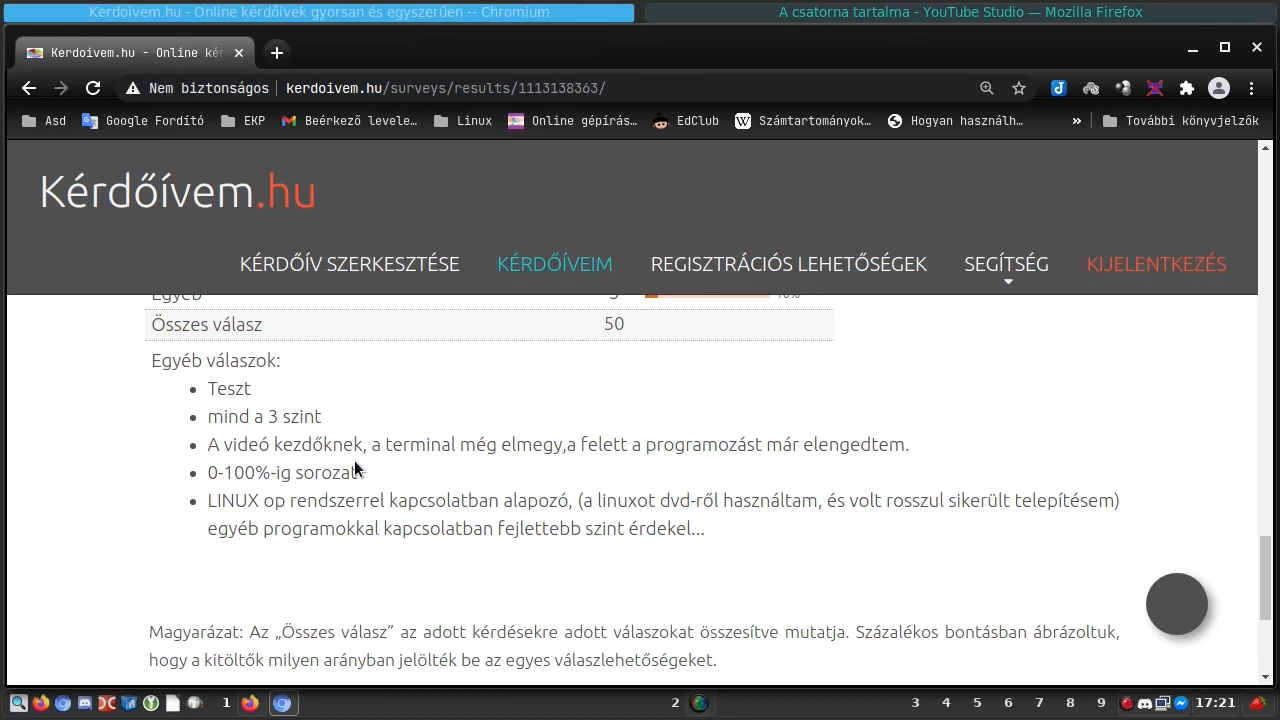 Kerdoivem.hu - Online kérdőívek gyorsan és egyszerűen -- Chromium
A csatorna tartalma - YouTube Studio — Mozilla Firefox
Kerdoivem.hu - Online kér
Nem biztonságos
kerdoivem.hu/surveys/results/1113138363/
Asd
Google Fordító
EKP
Beérkező levele…
Linux
Online gépírás…
EdClub
Számtartományok…
Hogyan használh…
»
További könyvjelzők
Kérdőívem.hu
KÉRDŐÍV SZERKESZTÉSE
KÉRDŐÍVEIM
REGISZTRÁCIÓS LEHETŐSÉGEK
SEGÍTSÉG
KIJELENTKEZÉS
Egyéb
Összes válasz 50
Egyéb válaszok:
Teszt
mind a 3 szint
A videó kezdőknek, a terminal még elmegy,a felett a programozást már elengedtem.
0-100%-ig sorozat
LINUX op rendszerrel kapcsolatban alapozó, (a linuxot dvd-ről használtam, és volt rosszul sikerült telepítésem)
egyéb programokkal kapcsolatban fejlettebb szint érdekel...
Magyarázat: Az „Összes válasz” az adott kérdésekre adott válaszokat összesítve mutatja. Százalékos bontásban ábrázoltuk,
hogy a kitöltők milyen arányban jelölték be az egyes válaszlehetőségeket.
1 2 3 4 5 6 7 8 9 17:21